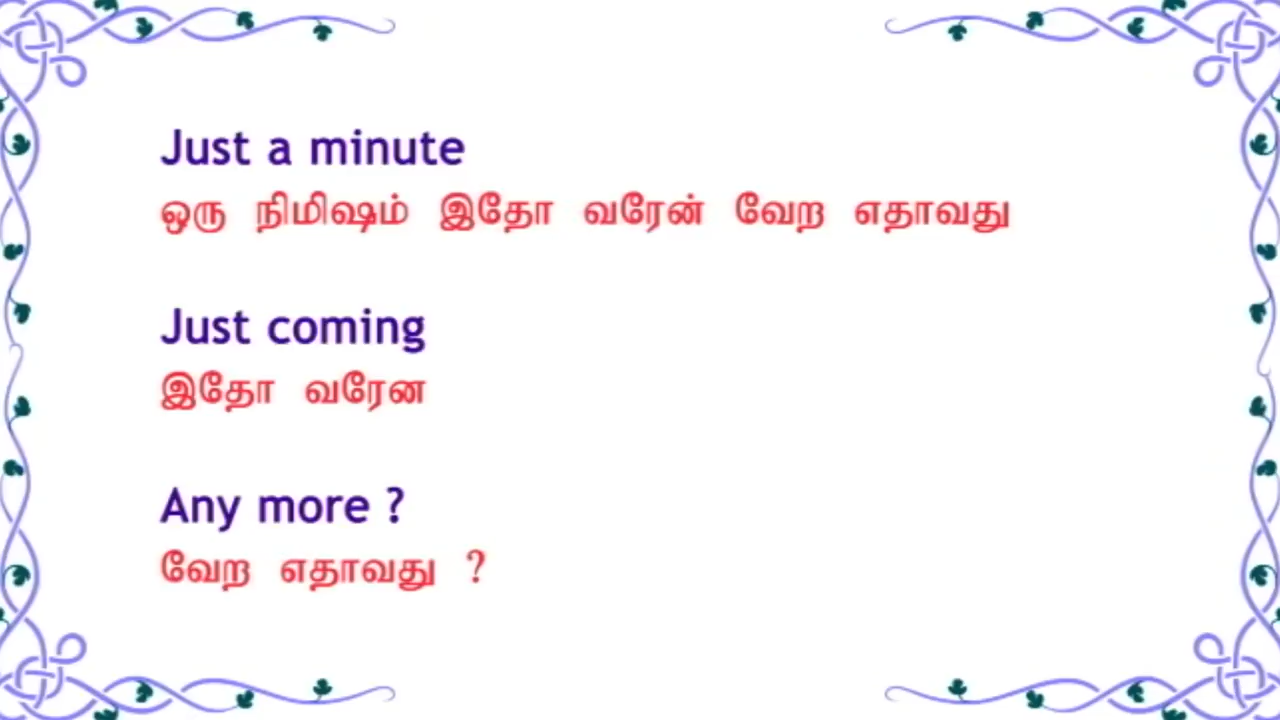 Just a minute
ஒரு நிமிஷம் இதோ வரேன் வேற எதாவது
Just coming
இதோ வரேன
Any more ?
வேற எதாவது ?